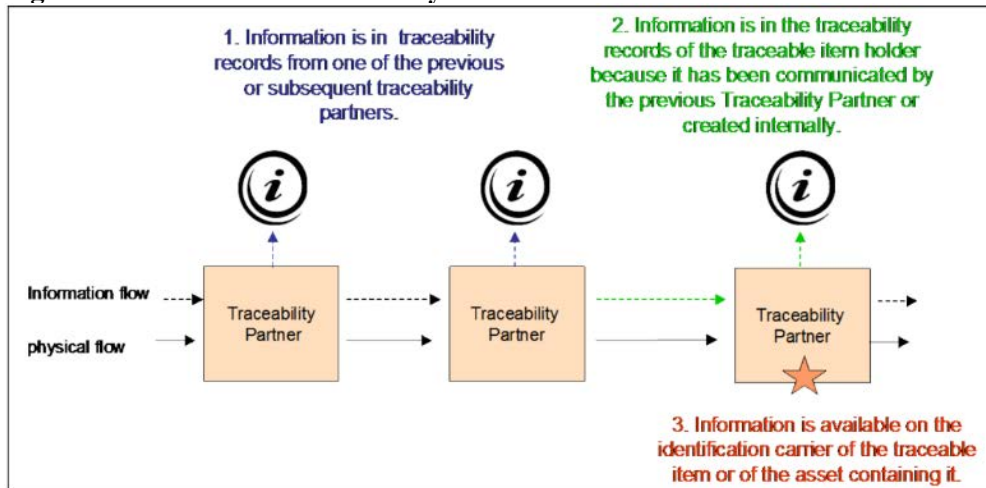 1. Information is in traceability
records from one of the previous
or subsequent traceability
partners.
2. Information is in the traceability
records of the traceable item holder
because it has been communicated by
the previous Traceability Partner or
created internally.
i
i
i
Information flow
physical flow
Traceability
Partner
Traceability
Partner
Traceability
Partner
3. Information is available on the
identification carrier of the traceable
item or of the asset containing it.